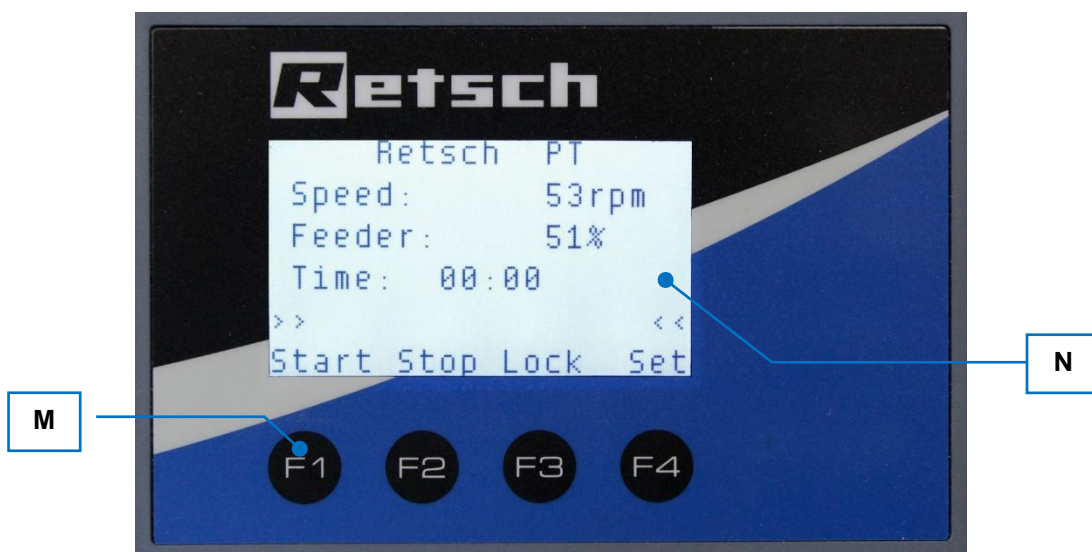 Retsch
Retsch PT
Speed: 53rpm
Feeder: 51%
Time: 00:00
>> <<
Start Stop Lock Set
N
M
F1 F2 F3 F4